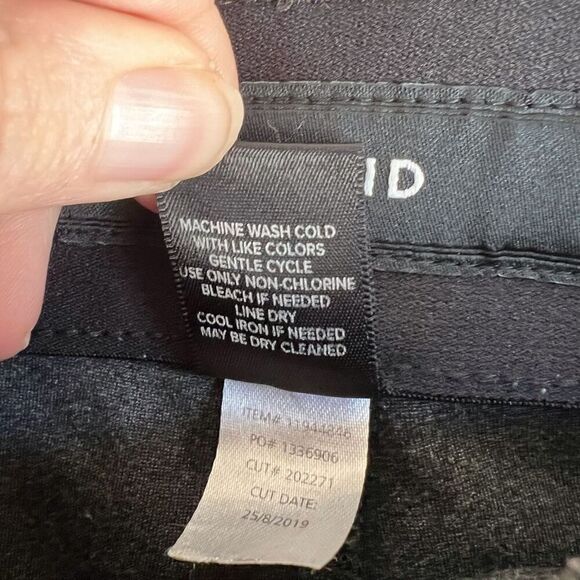 ID
MACHINE WASH COLD
WITH LIKE COLORS
GENTLE CYCLE
USE ONLY NON-CHLORINE
BLEACH IF NEEDED
LINE DRY
COOL IRON IF NEEDED
MAY BE DRY CLEANED
ITEM# 11944846
PO# 1336906
CUT# 202271
CUT DATE:
25/8/2019